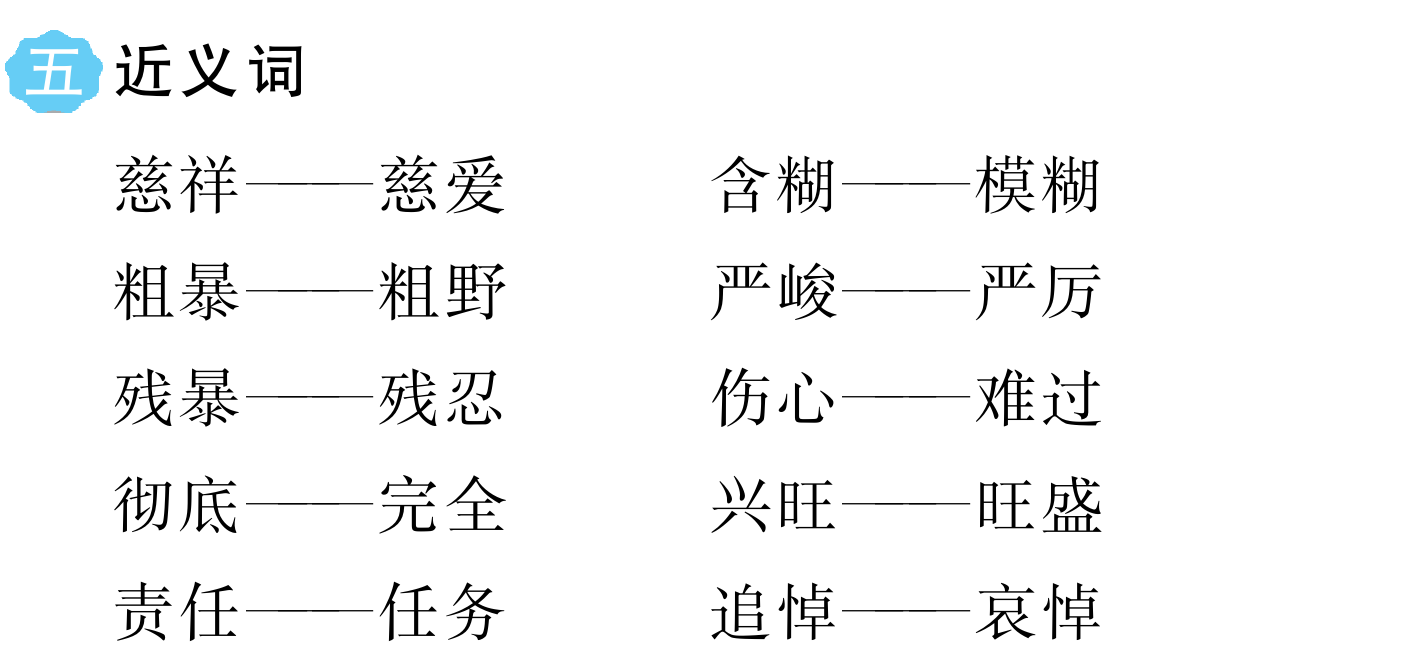 五 近义词
慈祥——慈爱 含糊——模糊
粗暴——粗野 严峻——严厉
残暴——残忍 伤心——难过
彻底——完全 兴旺——旺盛
责任——任务 追悼——哀悼